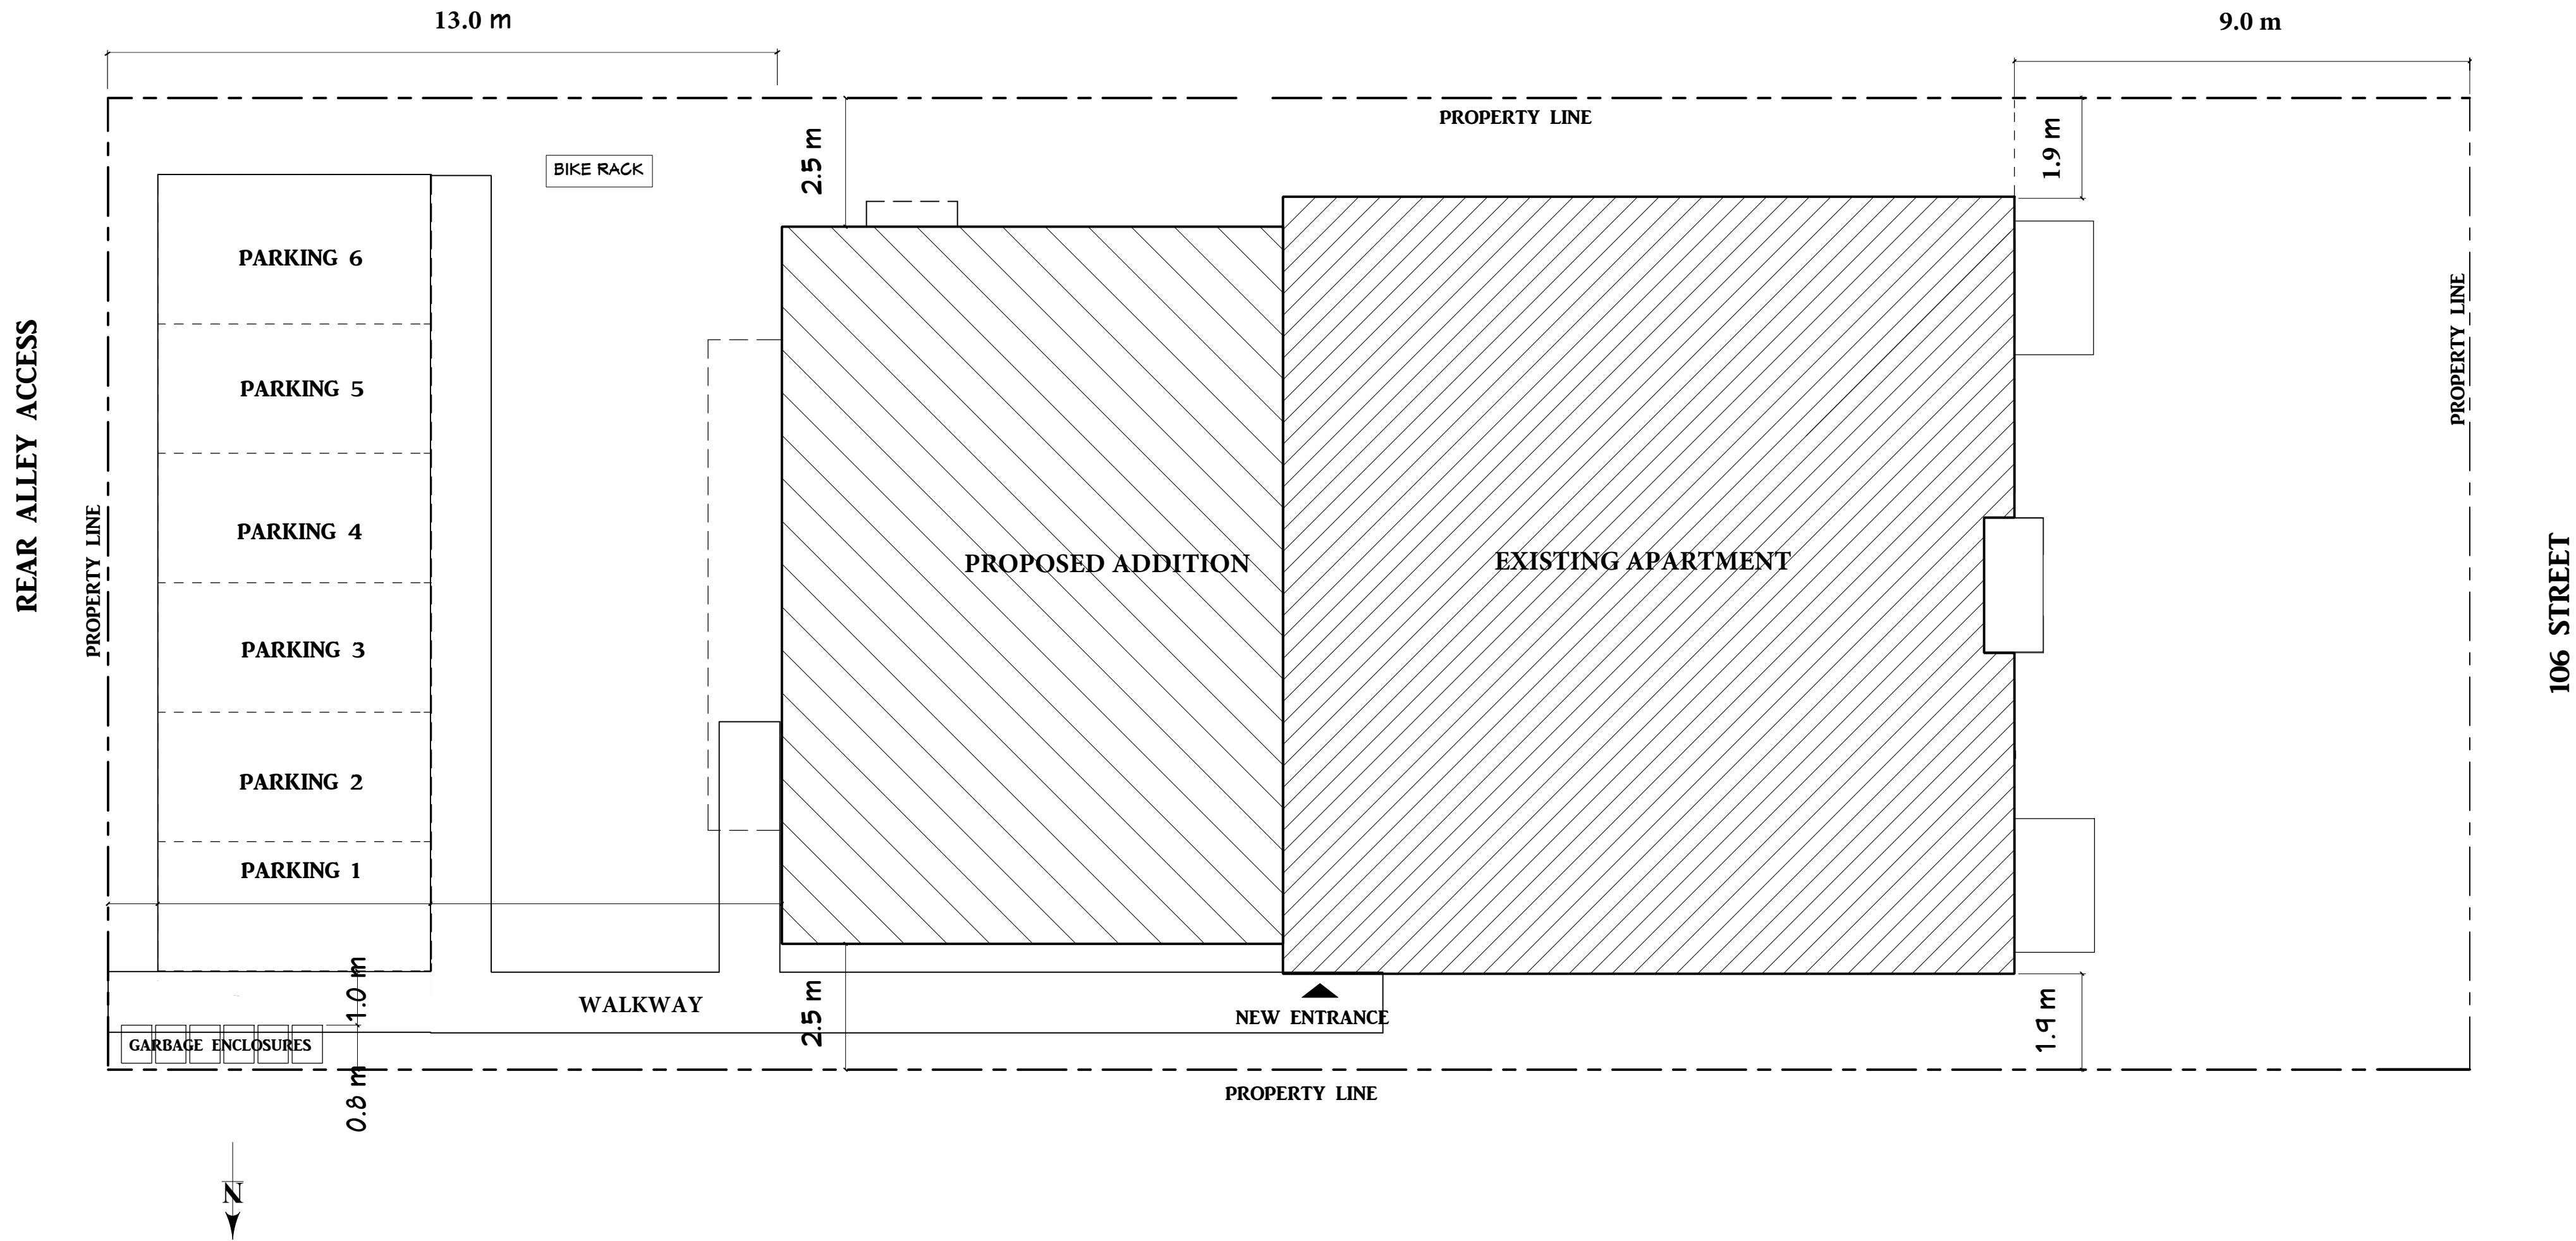 13.0 m
9.0 m
PROPERTY LINE
2.5 m
1.9 m
BIKE RACK
PARKING 6
PARKING 5
PARKING 4
PARKING 3
PARKING 2
PARKING 1
REAR ALLEY ACCESS
PROPERTY LINE
PROPOSED ADDITION
EXISTING APARTMENT
PROPERTY LINE
106 STREET
1.0 m
WALKWAY
2.5 m
NEW ENTRANCE
1.9 m
GARBAGE ENCLOSURES
0.8 m
PROPERTY LINE
N